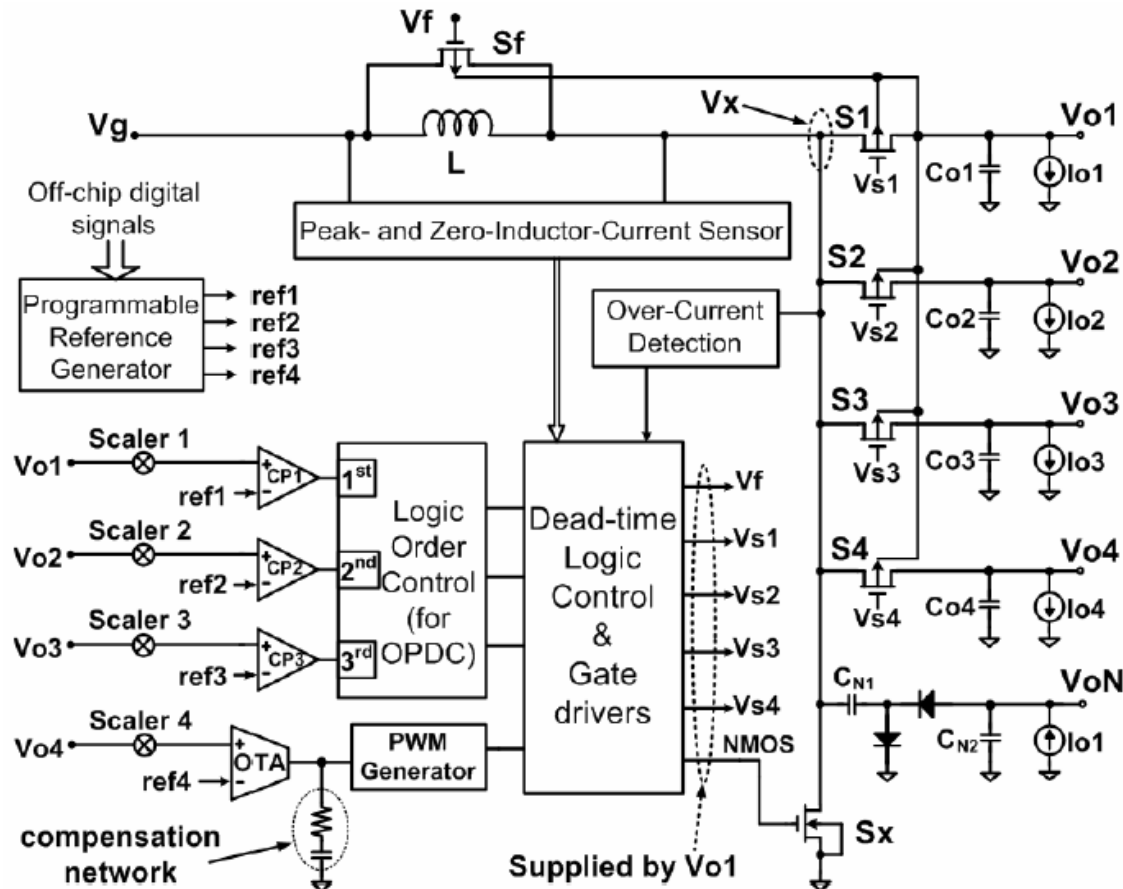 Vf
Sf
Vg
L
Vx
S1
Vs1
Vo1
Co1
Io1
Off-chip digital
signals
Peak- and Zero-Inductor-Current Sensor
Programmable
Reference
Generator
ref1
ref2
ref3
ref4
Over-Current
Detection
S2
Vs2
Vo2
Co2
Io2
S3
Vs3
Vo3
Co3
Io3
S4
Vs4
Vo4
Co4
Io4
Scaler 1
Vo1
ref1
+
-
CP1
1st
Scaler 2
Vo2
ref2
+
-
CP2
2nd
Scaler 3
Vo3
ref3
+
-
CP3
3rd
Logic
Order
Control
(for
OPDC)
Scaler 4
Vo4
ref4
+
-
OTA
PWM
Generator
Dead-time
Logic
Control
&
Gate
drivers
Vf
Vs1
Vs2
Vs3
Vs4
NMOS
CN1
CN2
VoN
Io1
Sx
compensation
network
Supplied by Vo1